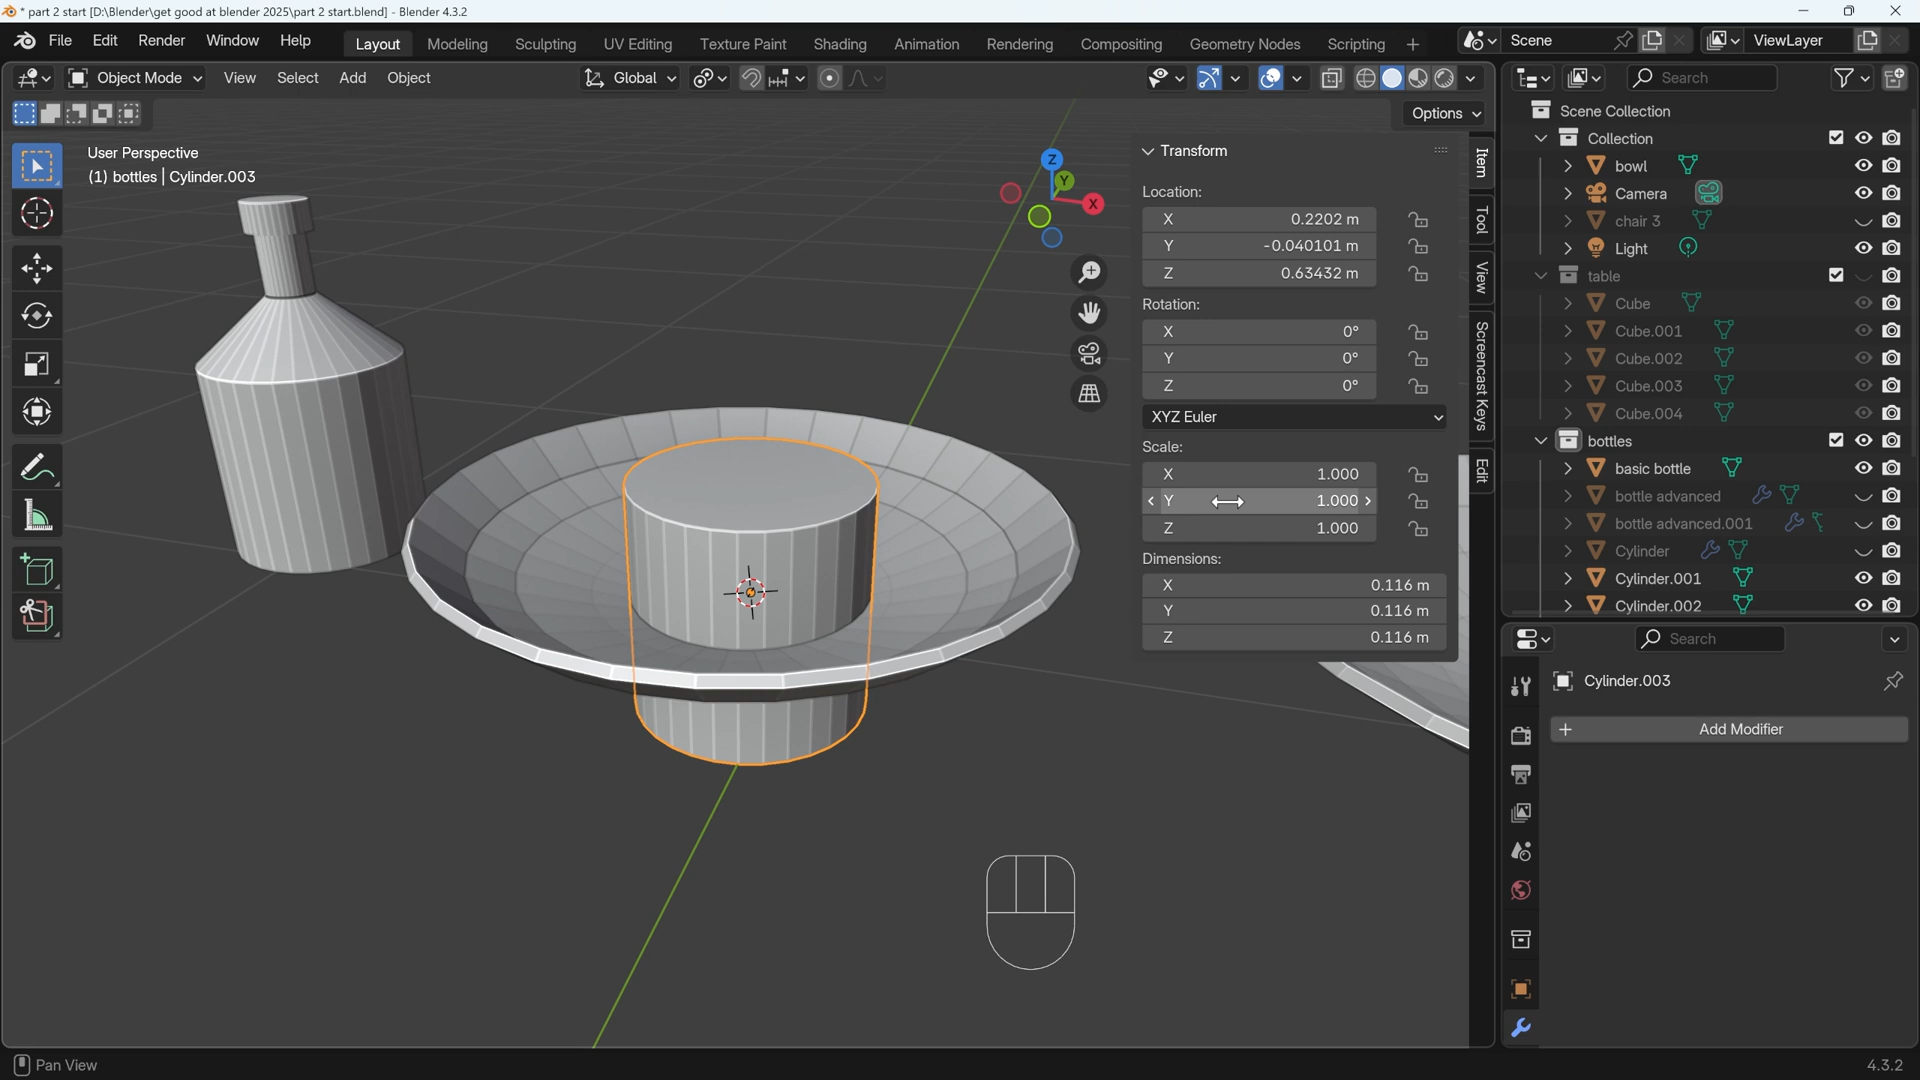 * part 2 start [D:\Blender\get good at blender 2025\part 2 start.blend] - Blender 4.3.2
File Edit Render Window Help Layout Modeling Sculpting UV Editing Texture Paint Shading Animation Rendering Compositing Geometry Nodes Scripting + Scene ViewLayer
Object Mode View Select Add Object Global Search
Options
User Perspective
(1) bottles | Cylinder.003
Z
Y
X
Transform
Location:
X 0.2202 m
Y -0.040101 m
Z 0.63432 m
Rotation:
X 0°
Y 0°
Z 0°
XYZ Euler
Scale:
X 1.000
Y 1.000
Z 1.000
Dimensions:
X 0.116 m
Y 0.116 m
Z 0.116 m
Item
Tool
View
Screencast Keys
Edit
Scene Collection
Collection
bowl
Camera
chair 3
Light
table
Cube
Cube.001
Cube.002
Cube.003
Cube.004
bottles
basic bottle
bottle advanced
bottle advanced.001
Cylinder
Cylinder.001
Cylinder.002
Search
Cylinder.003
+ Add Modifier
Pan View
4.3.2